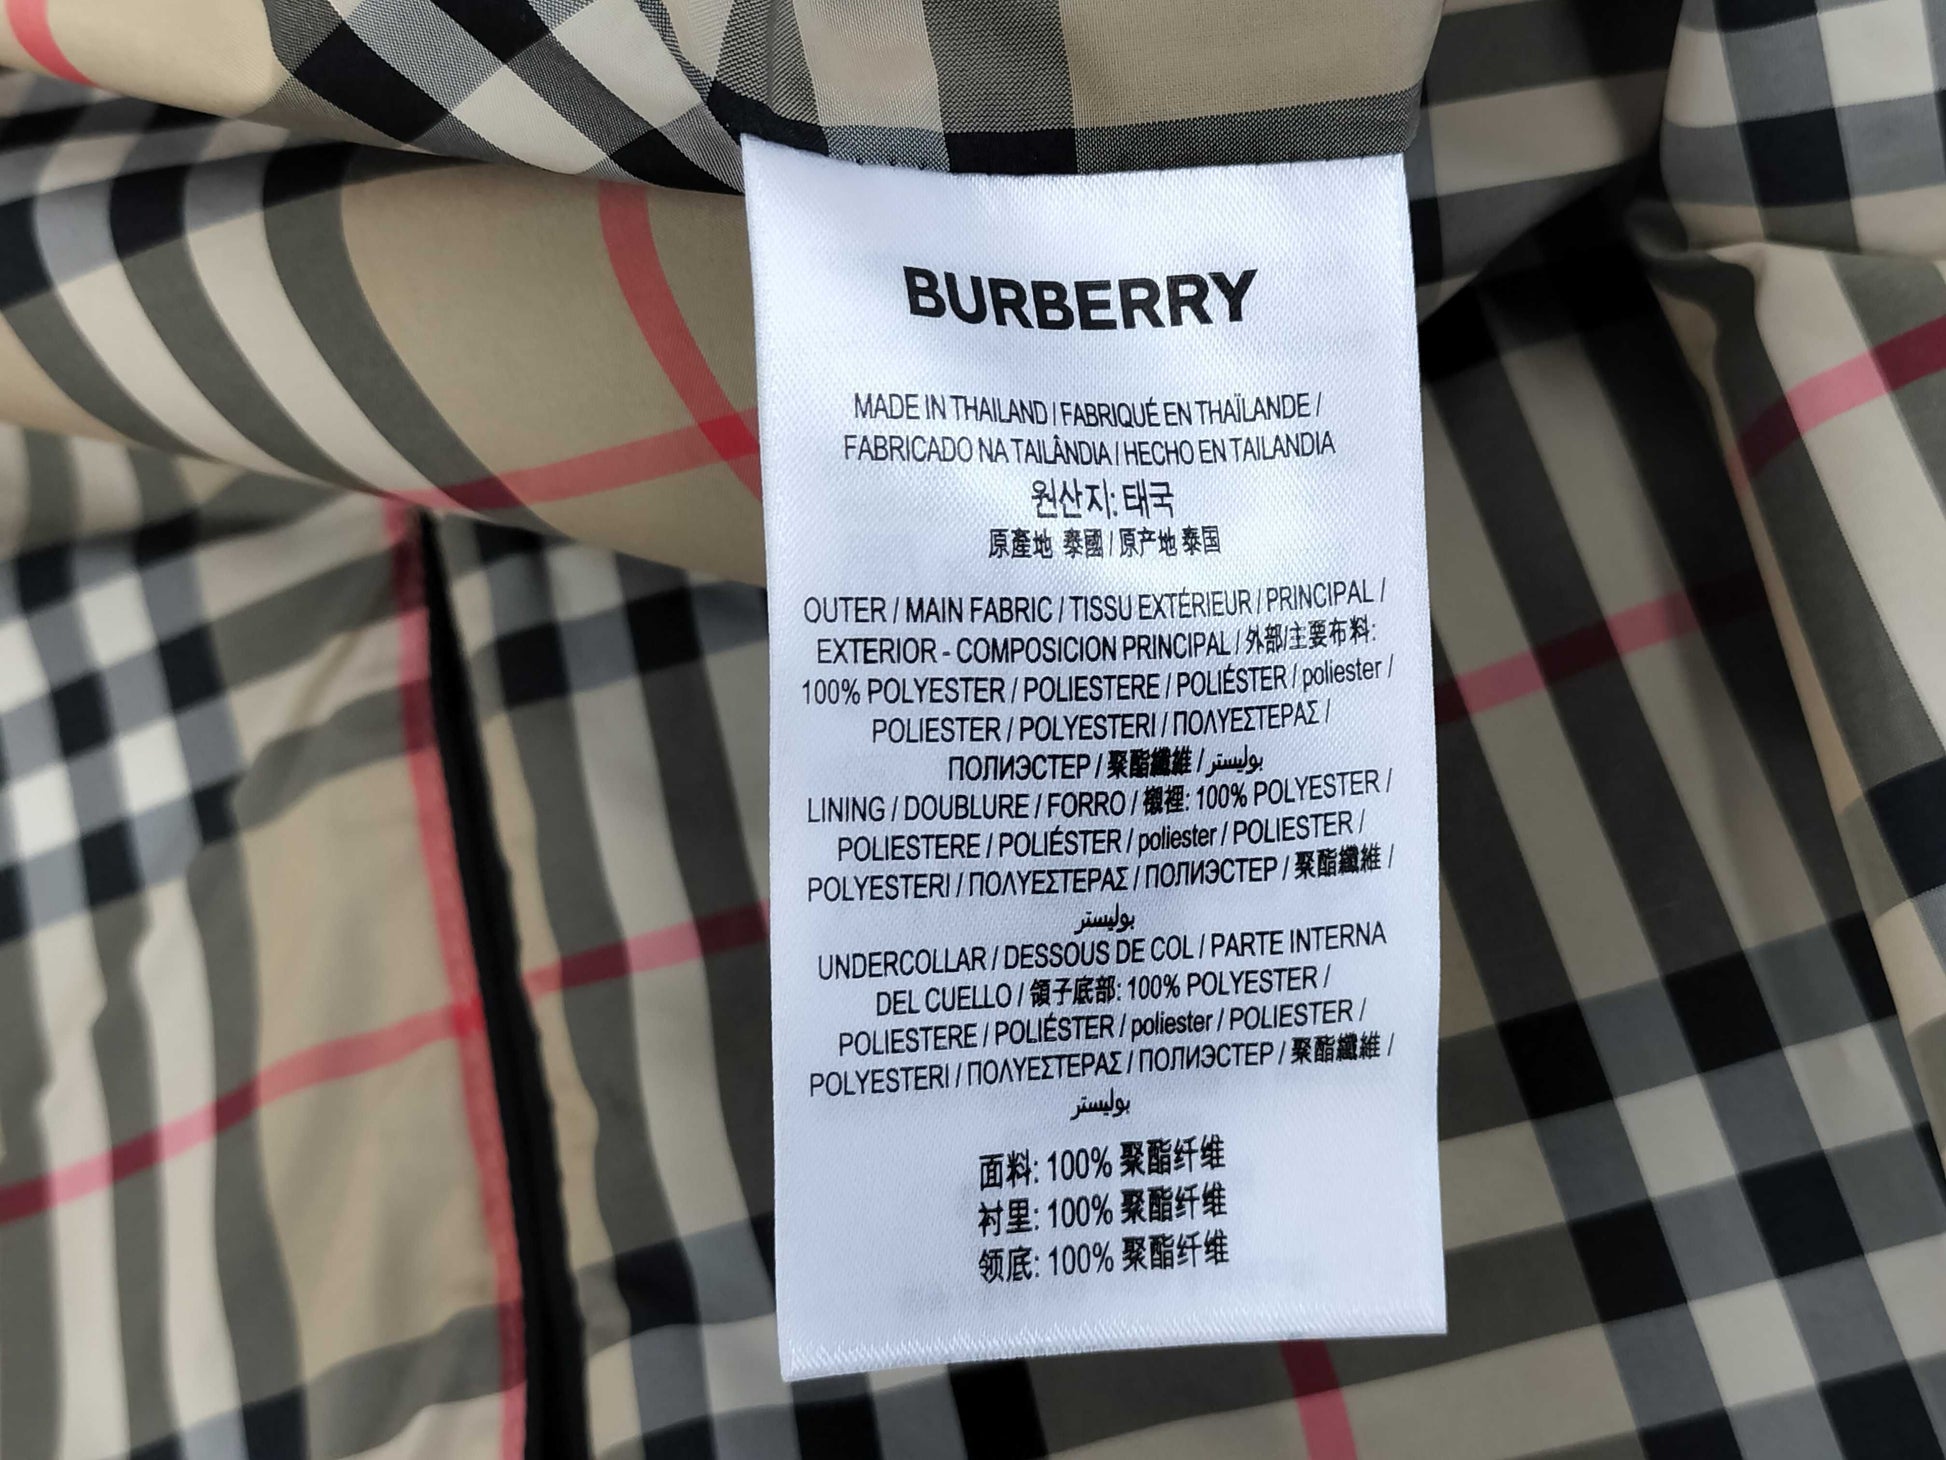 BURBERRY
MADE IN THAILAND / FABRIQUÉ EN THAÏLANDE /
FABRICADO NA TAILÂNDIA / HECHO EN TAILANDIA
원산지: 태국
原產地 泰國 / 原产地 泰国
OUTER / MAIN FABRIC / TISSU EXTÉRIEUR / PRINCIPAL /
EXTERIOR - COMPOSICION PRINCIPAL / 外部/主要布料:
100% POLYESTER / POLIESTERE / POLIÉSTER / poliester /
POLIESTER / POLYESTERI / ΠΟΛΥΕΣΤΕΡΑΣ /
ПОЛИЭСТЕР / 聚酯纖維 / بوليستر
LINING / DOUBLURE / FORRO / 襯裡: 100% POLYESTER /
POLIESTERE / POLIÉSTER / poliester / POLIESTER /
POLYESTERI / ΠΟΛΥΕΣΤΕΡΑΣ / ПОЛИЭСТЕР / 聚酯纖維 /
بوليستر
UNDERCOLLAR / DESSOUS DE COL / PARTE INTERNA
DEL CUELLO / 領子底部: 100% POLYESTER /
POLIESTERE / POLIÉSTER / poliester / POLIESTER /
POLYESTERI / ΠΟΛΥΕΣΤΕΡΑΣ / ПОЛИЭСТЕР / 聚酯纖維 /
بوليستر
面料: 100% 聚酯纤维
衬里: 100% 聚酯纤维
领底: 100% 聚酯纤维